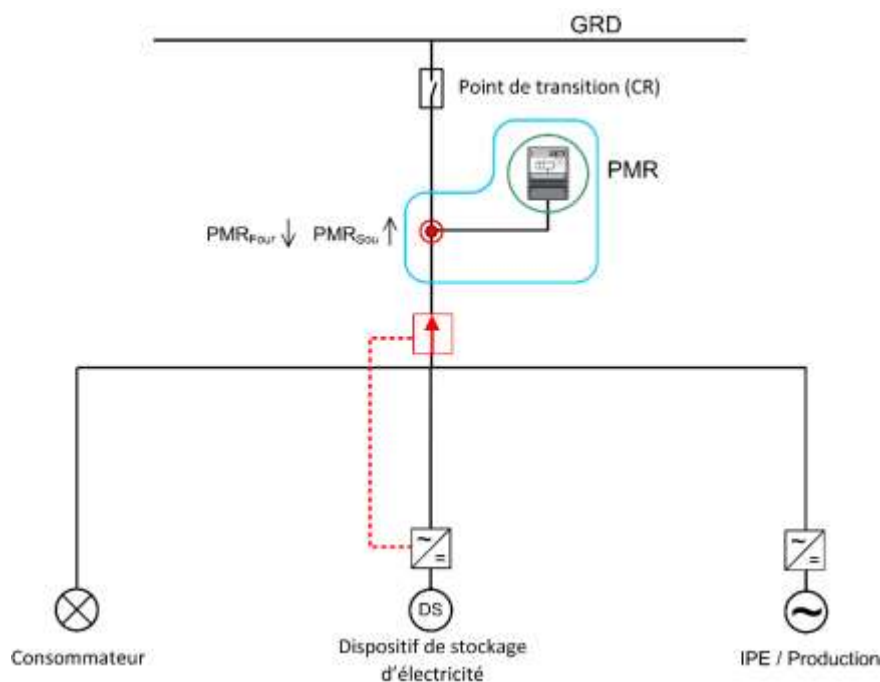 GRD
Point de transition (CR)
PMR
PMRFour ↓ PMRSou ↑
~
=
~
=
DS
~
Consommateur
Dispositif de stockage
d'électricité
IPE / Production